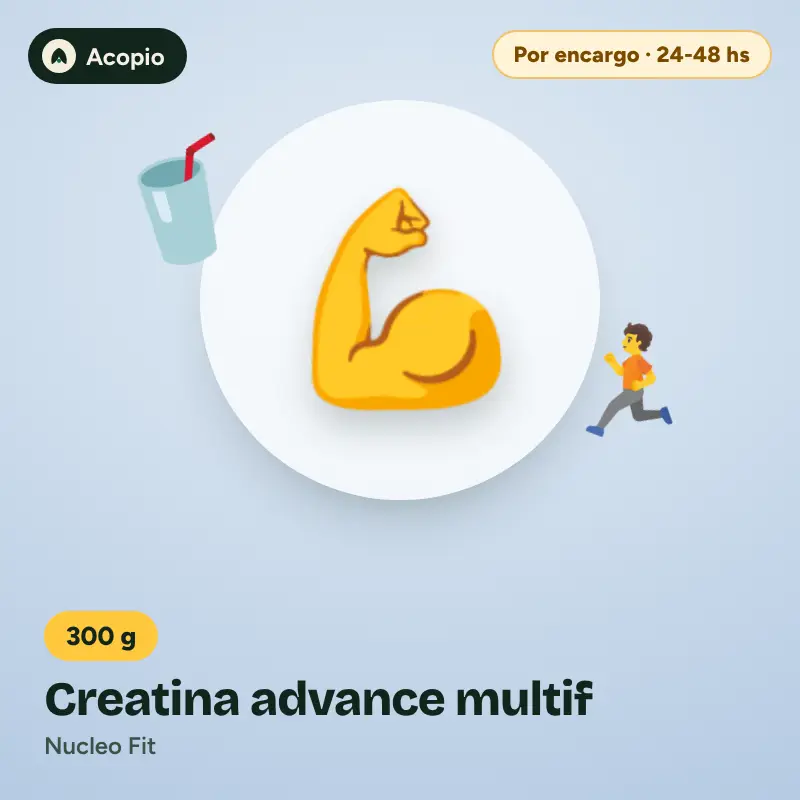 Acopio
Por encargo · 24-48 hs
300 g
Creatina advance multif
Nucleo Fit